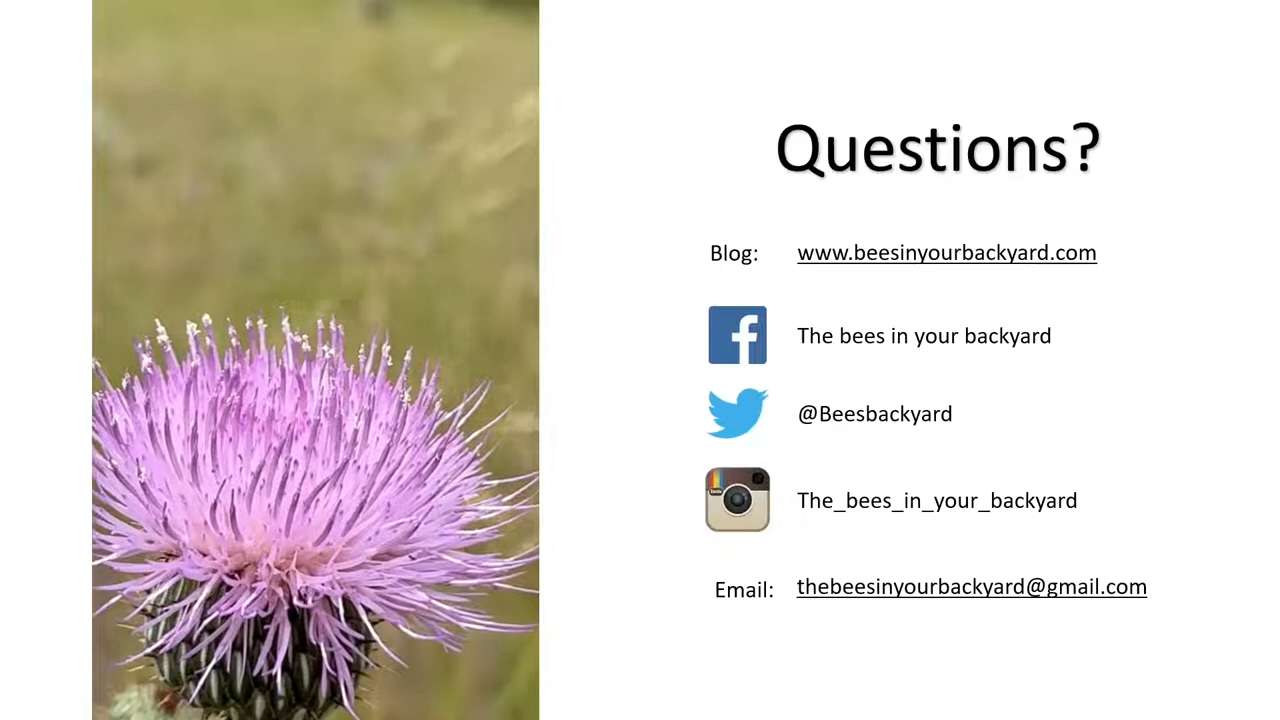 Questions?
Blog: www.beesinyourbackyard.com
The bees in your backyard
@Beesbackyard
The_bees_in_your_backyard
Email: thebeesinyourbackyard@gmail.com